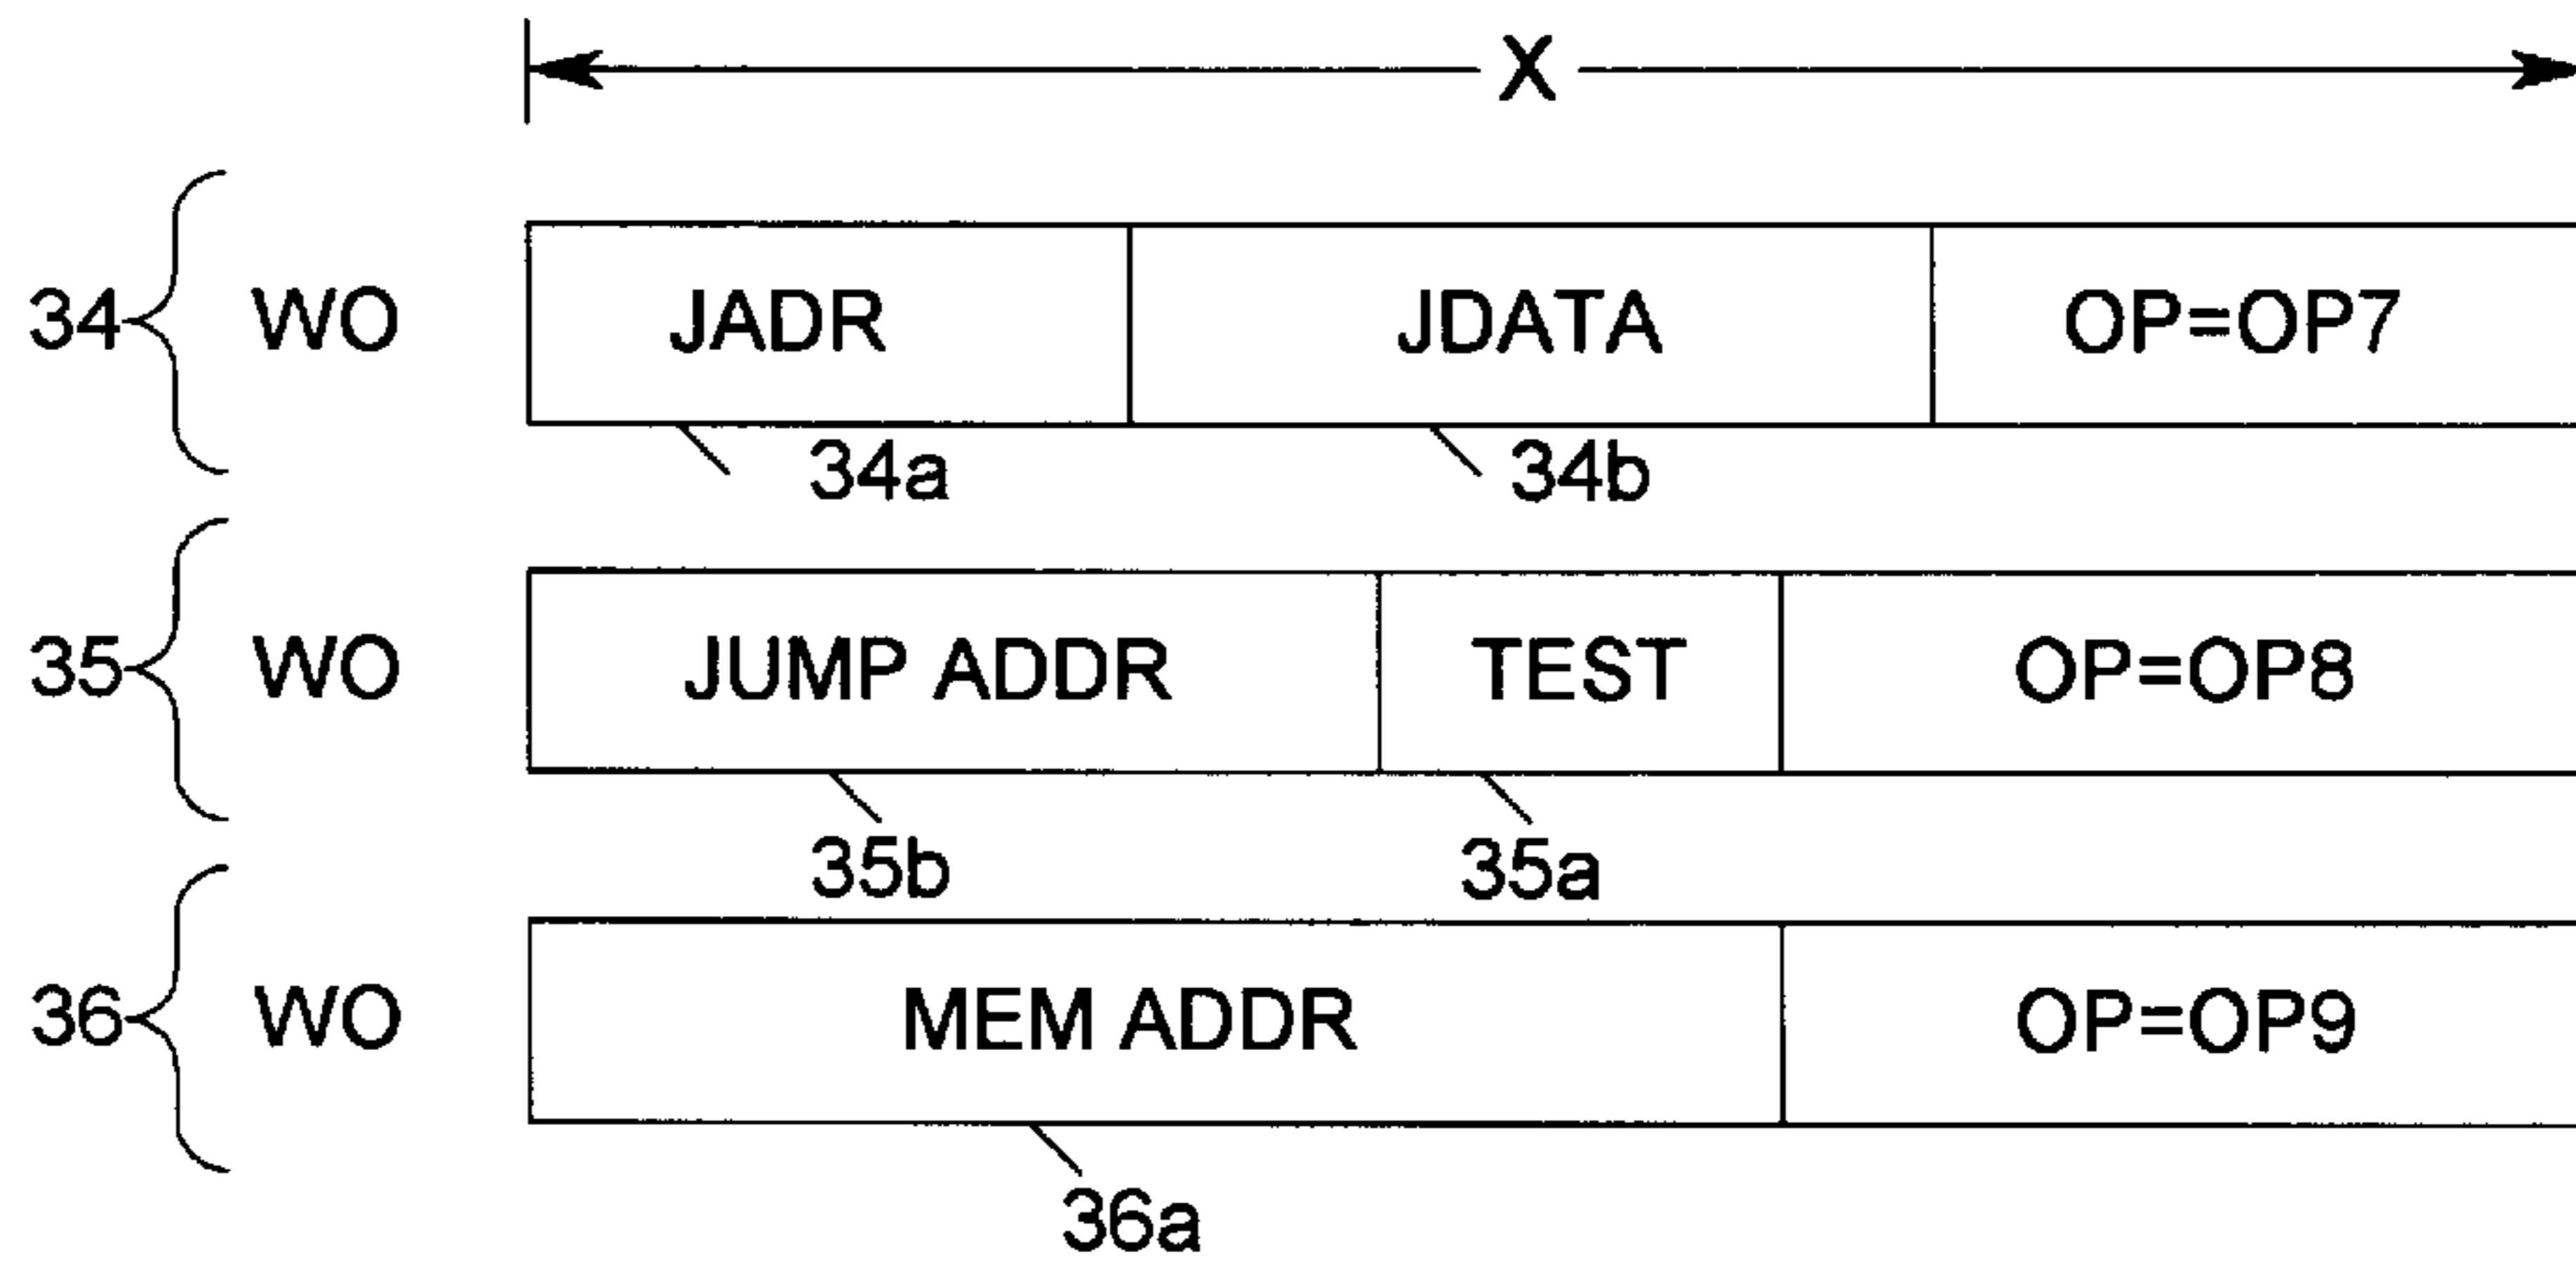 X
34 WO JADR JDATA OP=OP7
34a 34b
35 WO JUMP ADDR TEST OP=OP8
35b 35a
36 WO MEM ADDR OP=OP9
36a